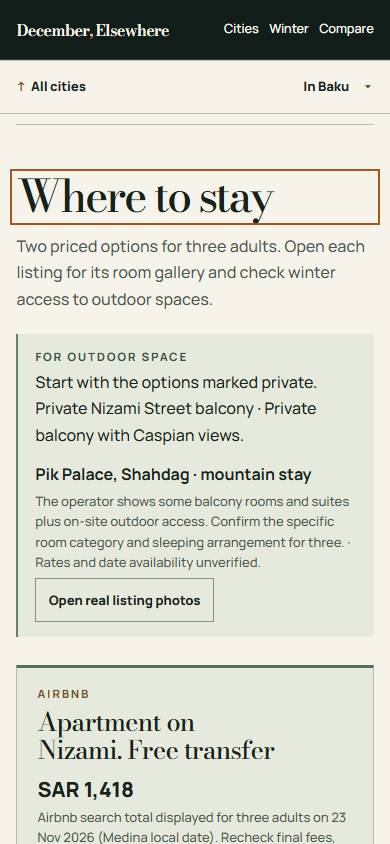 December, Elsewhere
Cities Winter Compare
↑ All cities
In Baku
Where to stay
Two priced options for three adults. Open each
listing for its room gallery and check winter
access to outdoor spaces.
FOR OUTDOOR SPACE
Start with the options marked private.
Private Nizami Street balcony · Private
balcony with Caspian views.
Pik Palace, Shahdag · mountain stay
The operator shows some balcony rooms and suites
plus on-site outdoor access. Confirm the specific
room category and sleeping arrangement for three. ·
Rates and date availability unverified.
Open real listing photos
AIRBNB
Apartment on
Nizami. Free transfer
SAR 1,418
Airbnb search total displayed for three adults on 23
Nov 2026 (Medina local date). Recheck final fees,